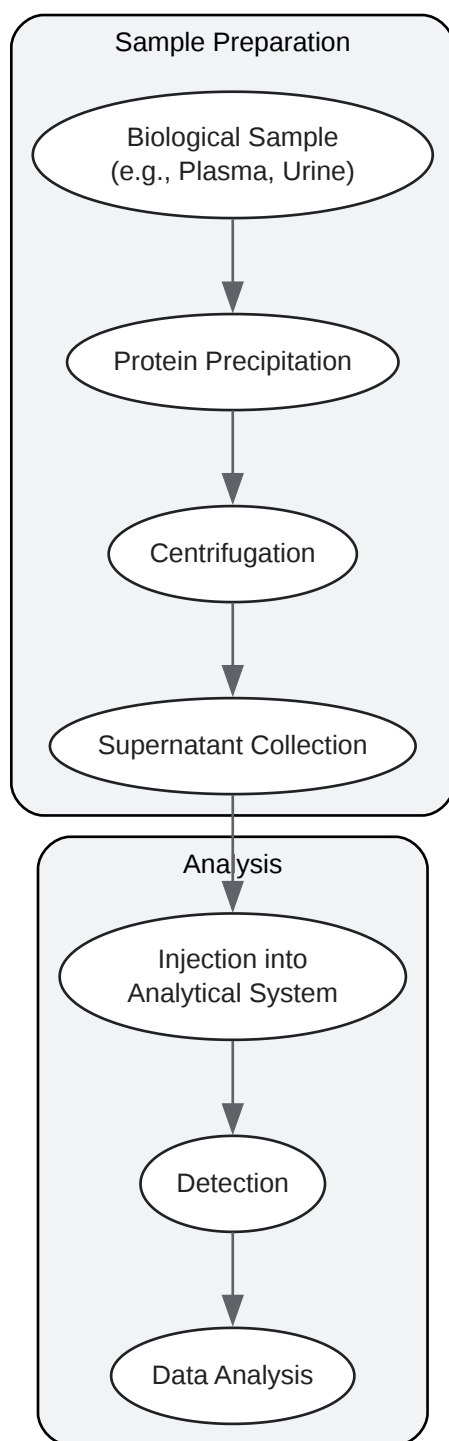 Sample Preparation
Biological Sample
(e.g., Plasma, Urine)
Protein Precipitation
Centrifugation
Supernatant Collection
Analysis
Injection into
Analytical System
Detection
Data Analysis